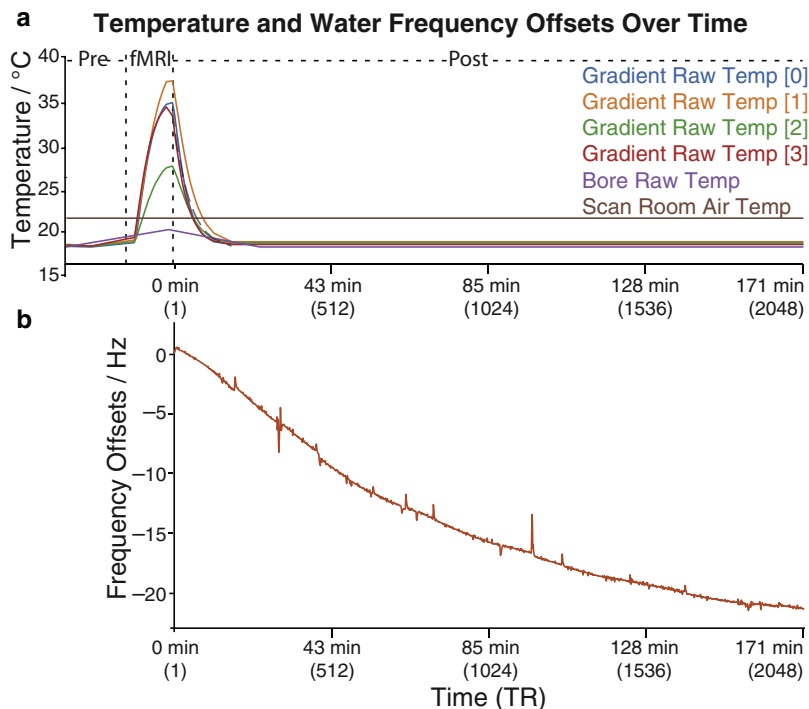 a Temperature and Water Frequency Offsets Over Time
Pre fMRI Post
Temperature / °C
40
35
30
25
20
15
Gradient Raw Temp [0]
Gradient Raw Temp [1]
Gradient Raw Temp [2]
Gradient Raw Temp [3]
Bore Raw Temp
Scan Room Air Temp
0 min 43 min 85 min 128 min 171 min
(1) (512) (1024) (1536) (2048)
b
Frequency Offsets / Hz
0
−5
−10
−15
−20
0 min 43 min 85 min 128 min 171 min
(1) (512) (1024) (1536) (2048)
Time (TR)